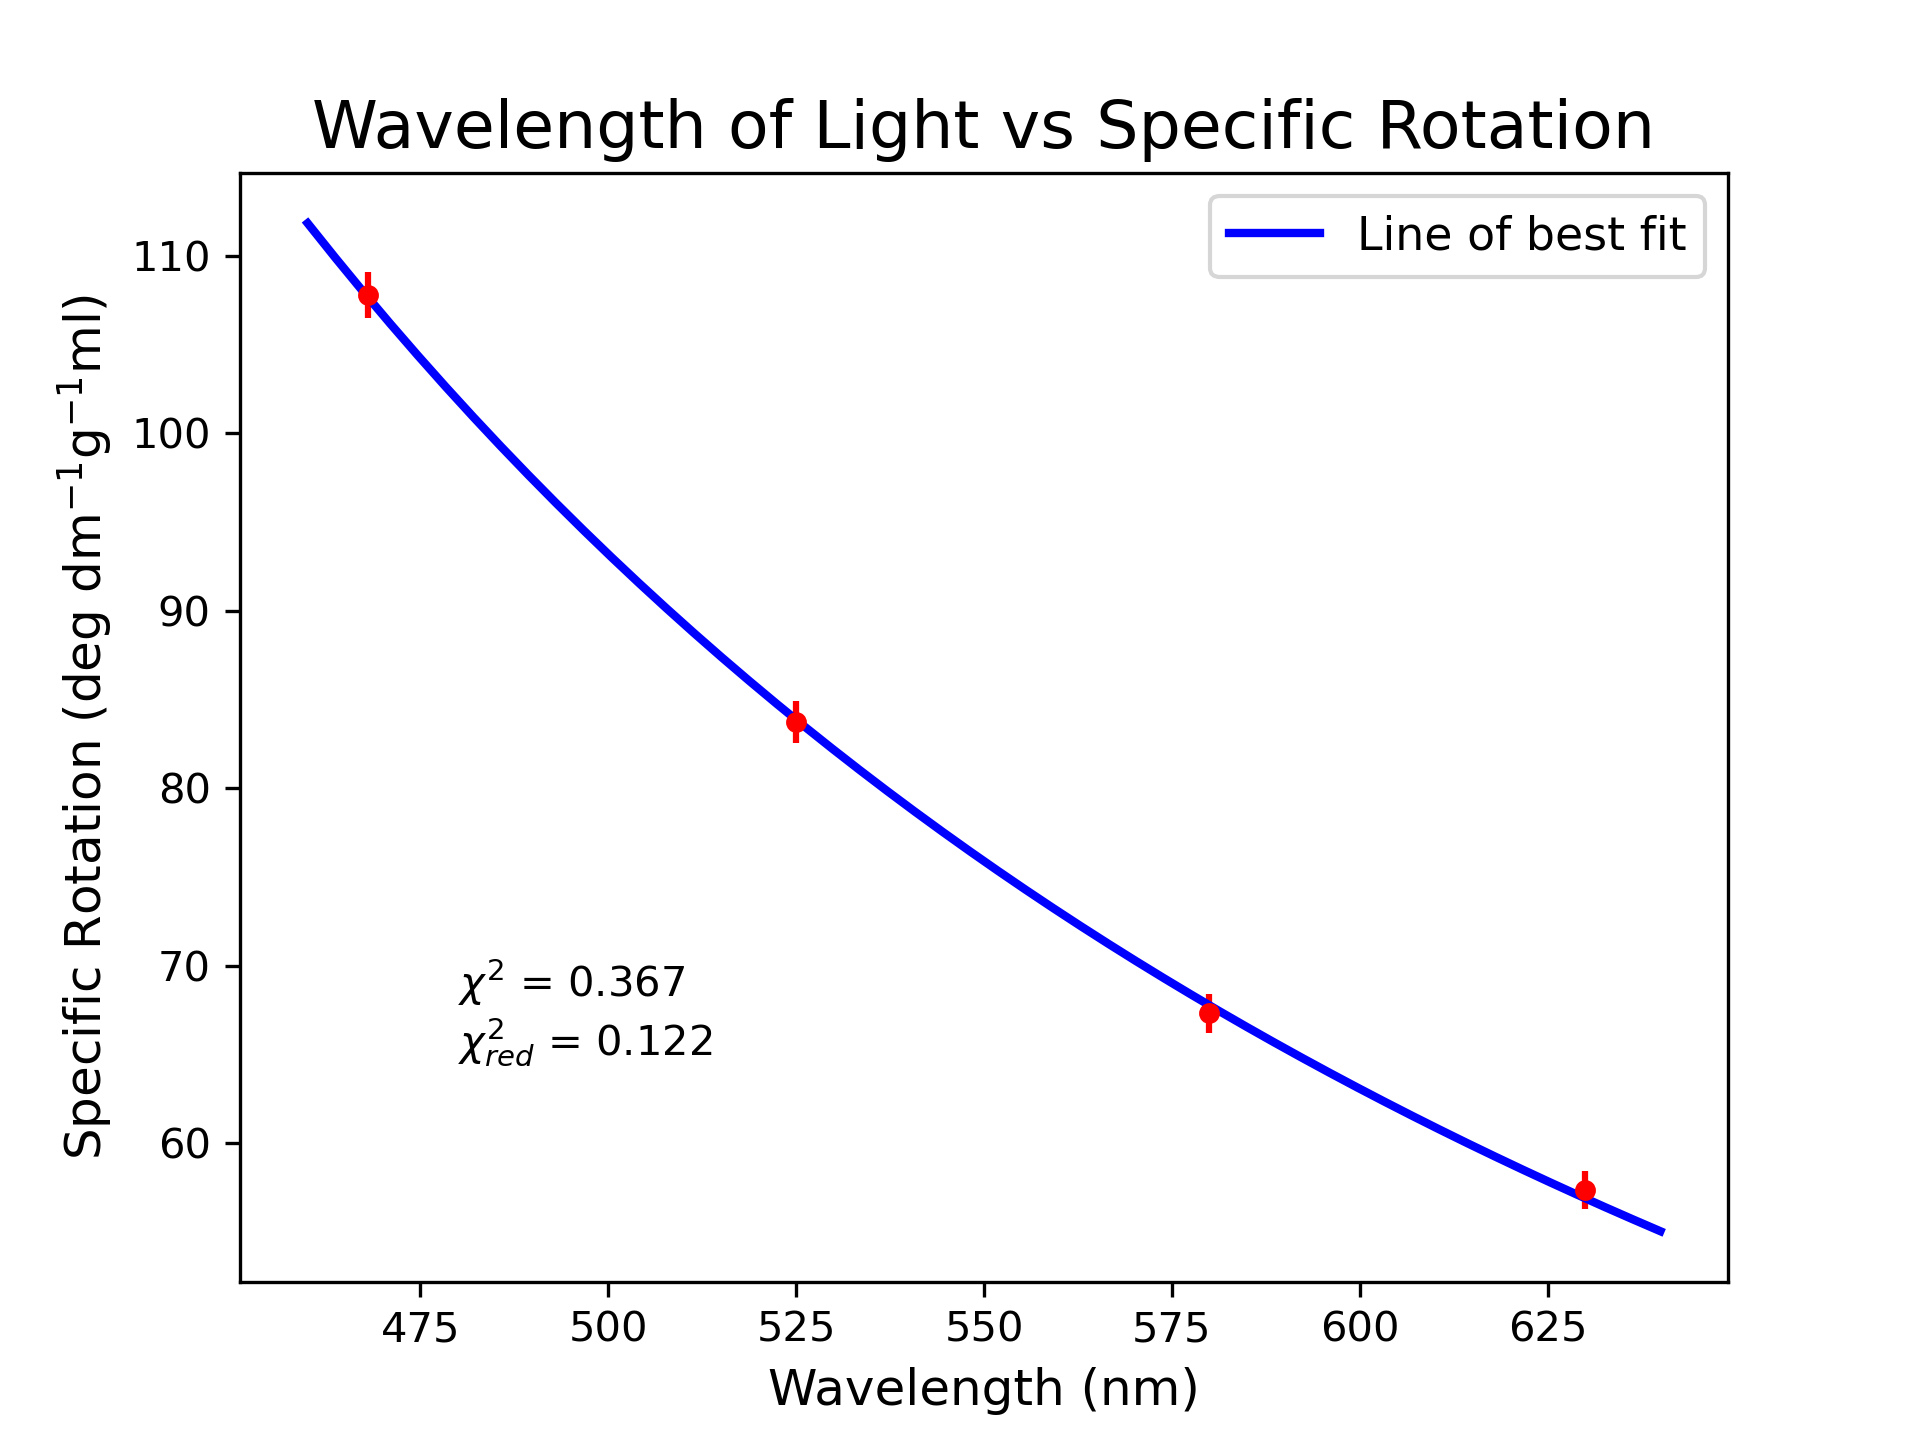 Wavelength of Light vs Specific Rotation
Line of best fit
110
100
90
80
70
60
Specific Rotation (deg dm⁻¹g⁻¹ml)
χ² = 0.367
χ²_red = 0.122
475 500 525 550 575 600 625
Wavelength (nm)